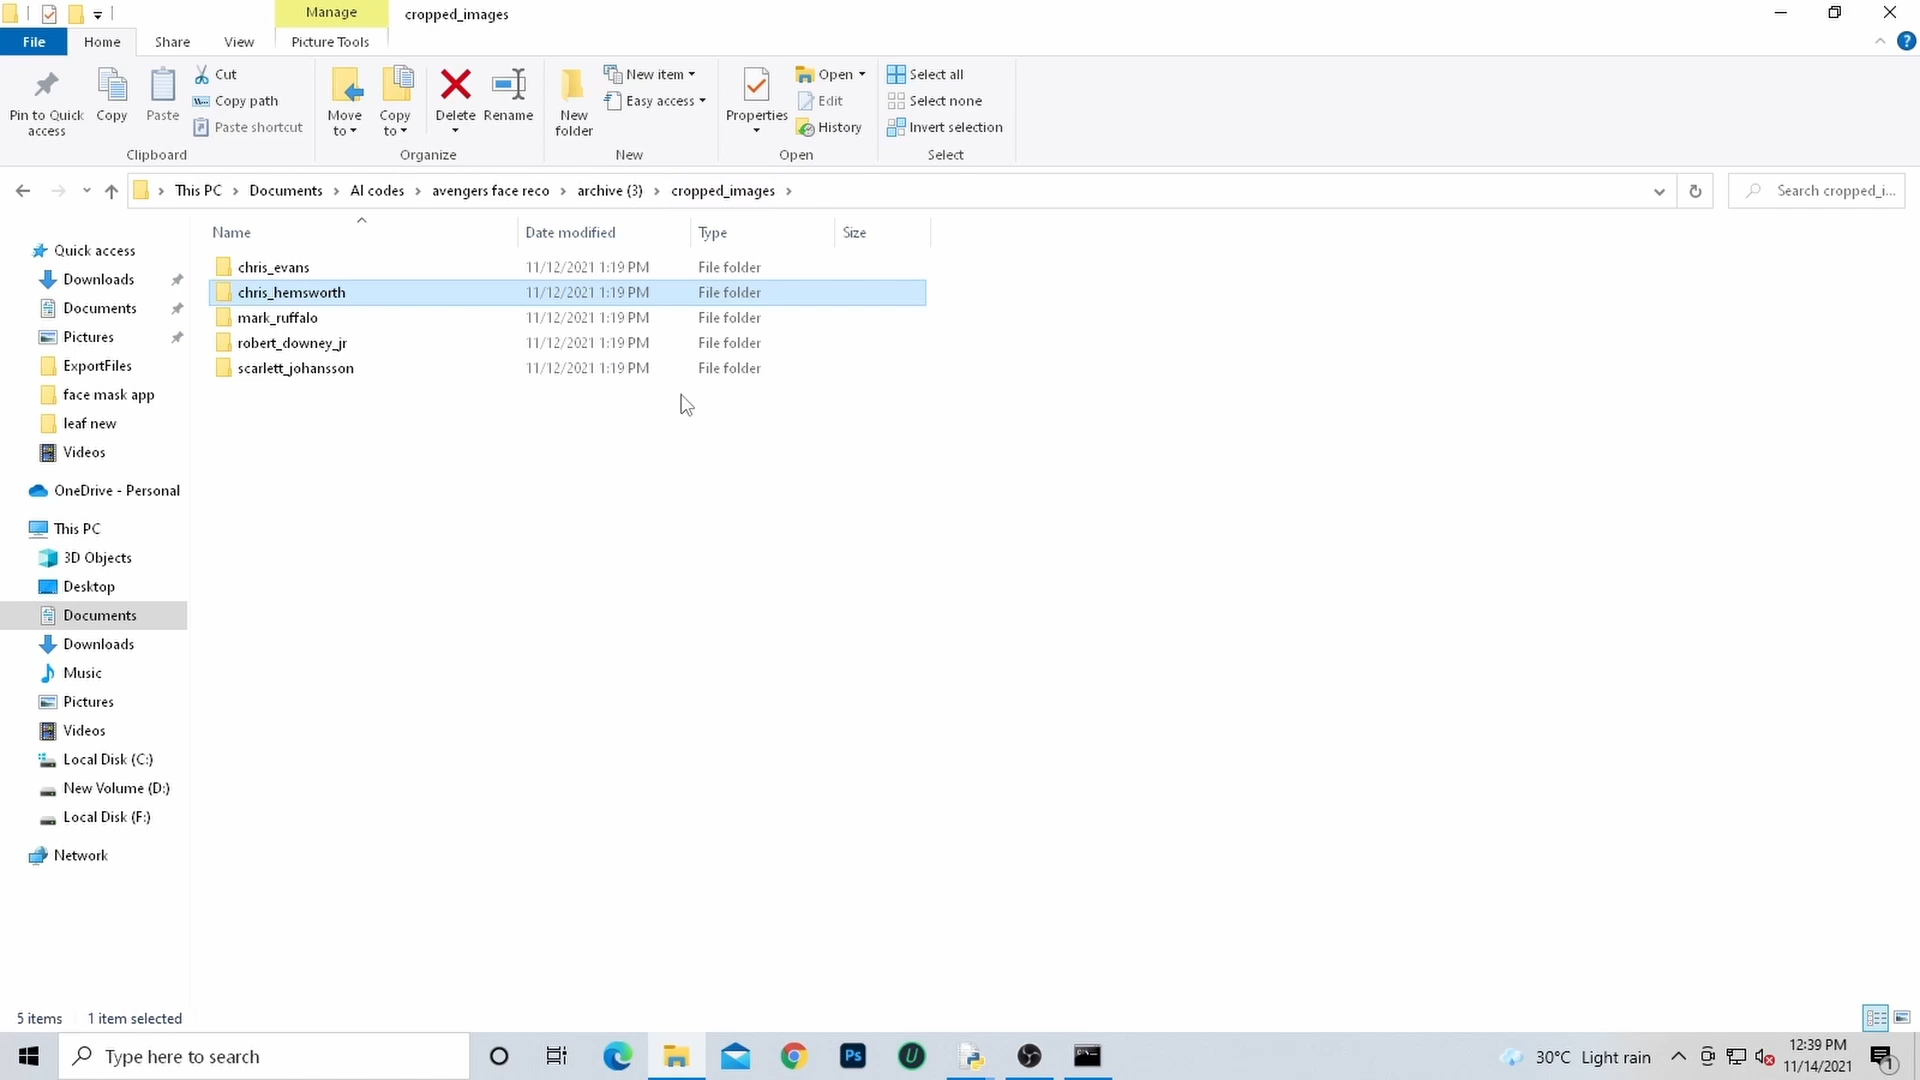 Manage
cropped_images
File
Home
Share
View
Picture Tools
Pin to Quick access
Copy
Paste
Cut
Copy path
Paste shortcut
Clipboard
Move to
Copy to
Delete
Rename
Organize
New folder
New item
Easy access
New
Properties
Open
Edit
History
Open
Select all
Select none
Invert selection
Select
This PC > Documents > AI codes > avengers face reco > archive (3) > cropped_images >
Search cropped_i...
Name Date modified Type Size
chris_evans 11/12/2021 1:19 PM File folder
chris_hemsworth 11/12/2021 1:19 PM File folder
mark_ruffalo 11/12/2021 1:19 PM File folder
robert_downey_jr 11/12/2021 1:19 PM File folder
scarlett_johansson 11/12/2021 1:19 PM File folder
Quick access
Downloads
Documents
Pictures
ExportFiles
face mask app
leaf new
Videos
OneDrive - Personal
This PC
3D Objects
Desktop
Documents
Downloads
Music
Pictures
Videos
Local Disk (C:)
New Volume (D:)
Local Disk (F:)
Network
5 items 1 item selected
Type here to search
Ps
U
30°C Light rain
12:39 PM
11/14/2021
1